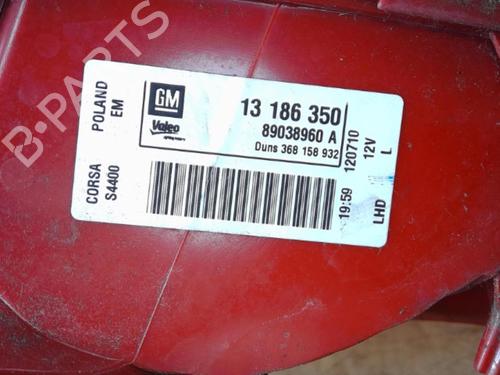 GM
Valeo
13 186 350
89038960 A
Duns 368 158 932
CORSA POLAND
S4400 EM
19:59 120710
LHD 12V L
B-PARTS